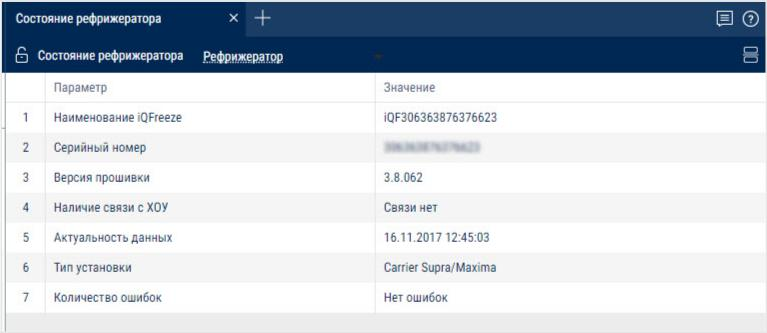 Состояние рефрижератора
Состояние рефрижератора Рефрижератор
Параметр Значение
1 Наименование iQFreeze iQF306363876376623
2 Серийный номер
3 Версия прошивки 3.8.062
4 Наличие связи с ХОУ Связи нет
5 Актуальность данных 16.11.2017 12:45:03
6 Тип установки Carrier Supra/Maxima
7 Количество ошибок Нет ошибок